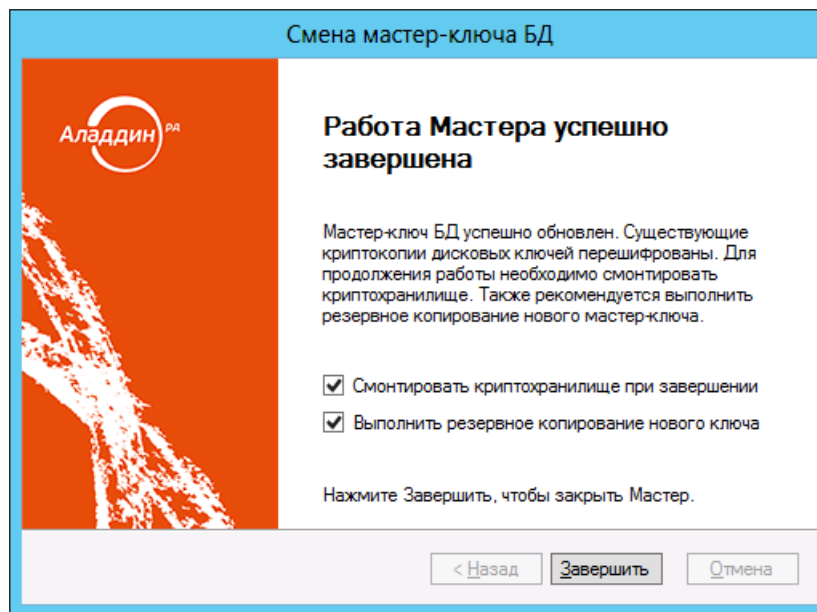 Смена мастер-ключа БД
Аладдин РД
Работа Мастера успешно
завершена
Мастер-ключ БД успешно обновлен. Существующие
криптокопии дисковых ключей перешифрованы. Для
продолжения работы необходимо смонтировать
криптохранилище. Также рекомендуется выполнить
резервное копирование нового мастер-ключа.
Смонтировать криптохранилище при завершении
Выполнить резервное копирование нового ключа
Нажмите Завершить, чтобы закрыть Мастер.
< Назад Завершить Отмена